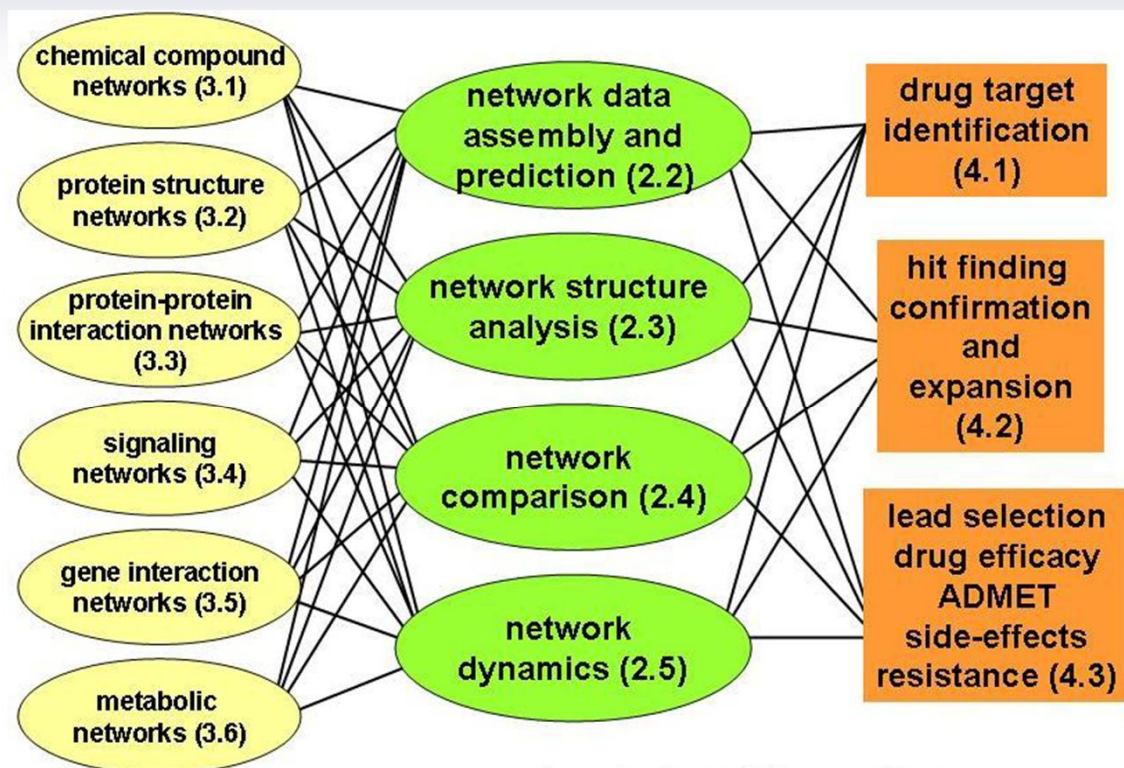 chemical compound
networks (3.1)
protein structure
networks (3.2)
protein-protein
interaction networks
(3.3)
signaling
networks (3.4)
gene interaction
networks (3.5)
metabolic
networks (3.6)
network data
assembly and
prediction (2.2)
network structure
analysis (2.3)
network
comparison (2.4)
network
dynamics (2.5)
drug target
identification
(4.1)
hit finding
confirmation
and
expansion
(4.2)
lead selection
drug efficacy
ADMET
side-effects
resistance (4.3)